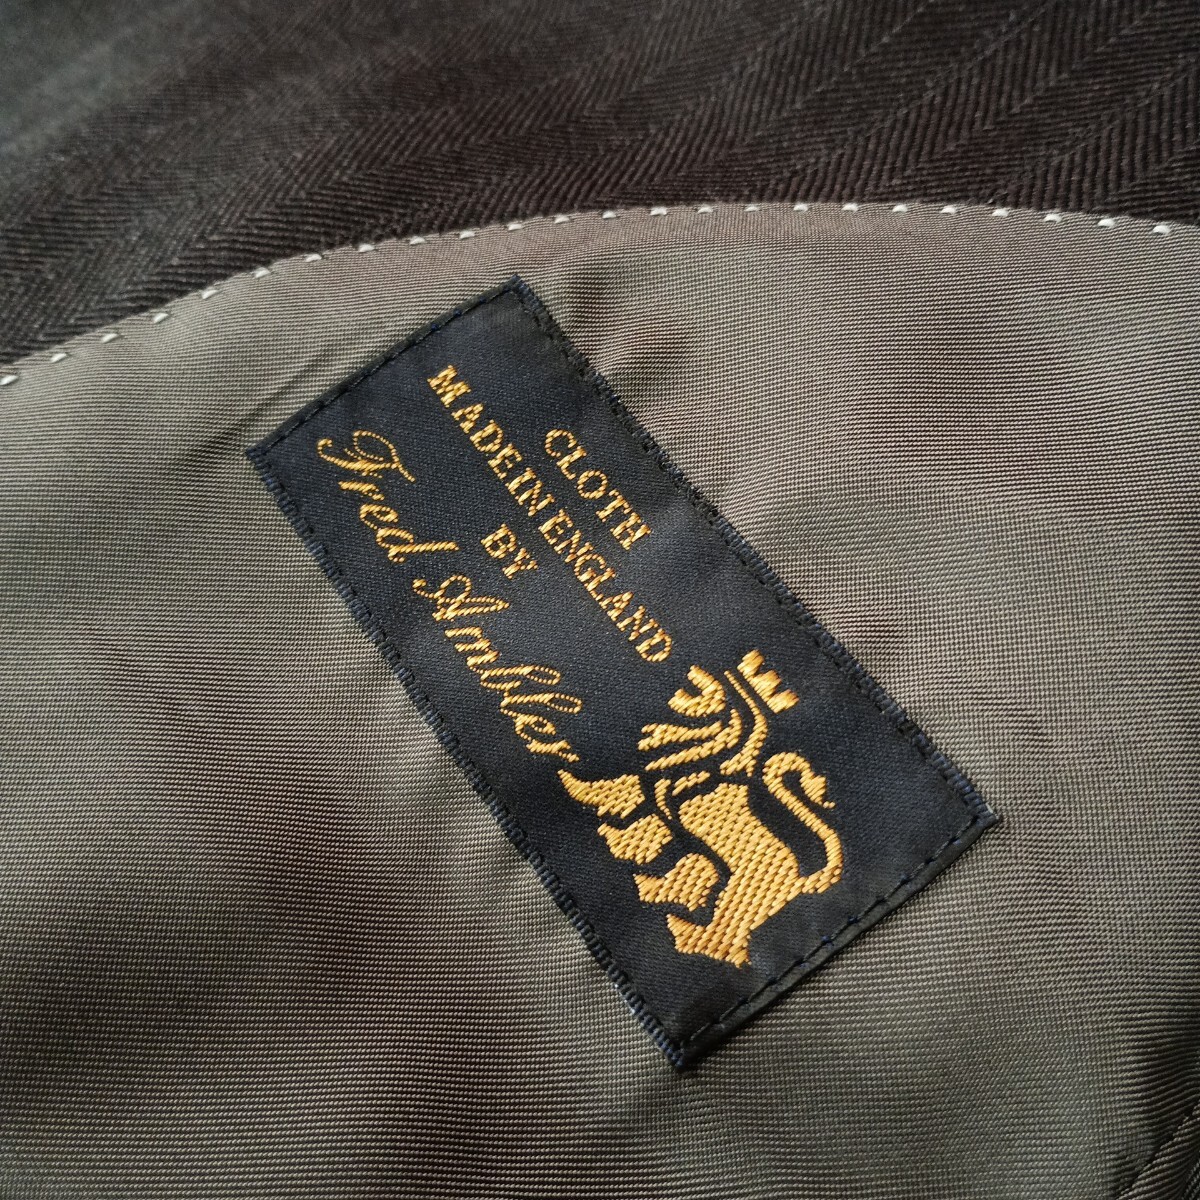 CLOTH
MADE IN ENGLAND
BY
Fred Ambler